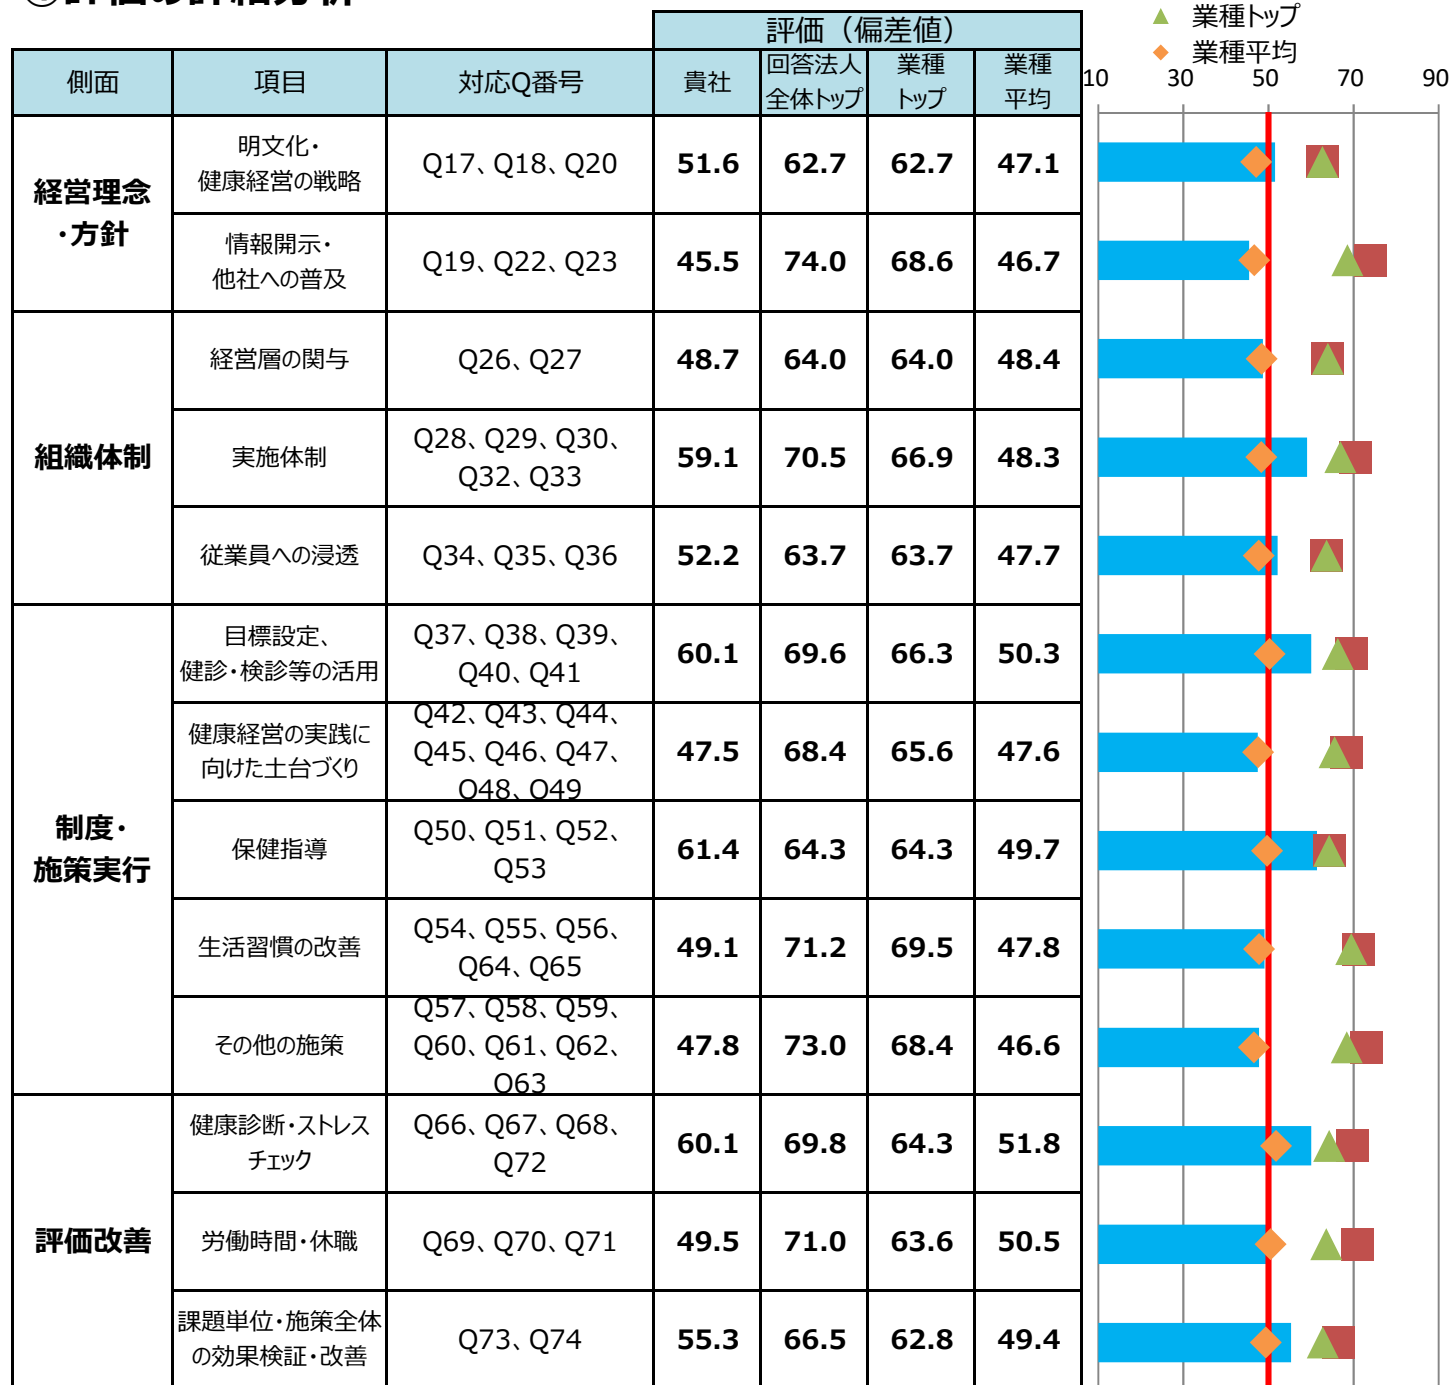 評価（偏差値）
▲ 業種トップ
◆ 業種平均
側面 項目 対応Q番号 貴社 回答法人 業種 業種
全体トップ トップ 平均
10 30 50 70 90
経営理念
・方針
明文化・
健康経営の戦略
Q17、Q18、Q20 51.6 62.7 62.7 47.1
情報開示・
他社への普及
Q19、Q22、Q23 45.5 74.0 68.6 46.7
組織体制
経営層の関与 Q26、Q27 48.7 64.0 64.0 48.4
実施体制
Q28、Q29、Q30、
Q32、Q33
59.1 70.5 66.9 48.3
従業員への浸透 Q34、Q35、Q36 52.2 63.7 63.7 47.7
制度・
施策実行
目標設定、
健診・検診等の活用
Q37、Q38、Q39、
Q40、Q41
60.1 69.6 66.3 50.3
健康経営の実践に
向けた土台づくり
Q42、Q43、Q44、
Q45、Q46、Q47、
Q48、Q49
47.5 68.4 65.6 47.6
保健指導
Q50、Q51、Q52、
Q53
61.4 64.3 64.3 49.7
生活習慣の改善
Q54、Q55、Q56、
Q64、Q65
49.1 71.2 69.5 47.8
その他の施策
Q57、Q58、Q59、
Q60、Q61、Q62、
Q63
47.8 73.0 68.4 46.6
評価改善
健康診断・ストレス
チェック
Q66、Q67、Q68、
Q72
60.1 69.8 64.3 51.8
労働時間・休職 Q69、Q70、Q71 49.5 71.0 63.6 50.5
課題単位・施策全体
の効果検証・改善
Q73、Q74 55.3 66.5 62.8 49.4